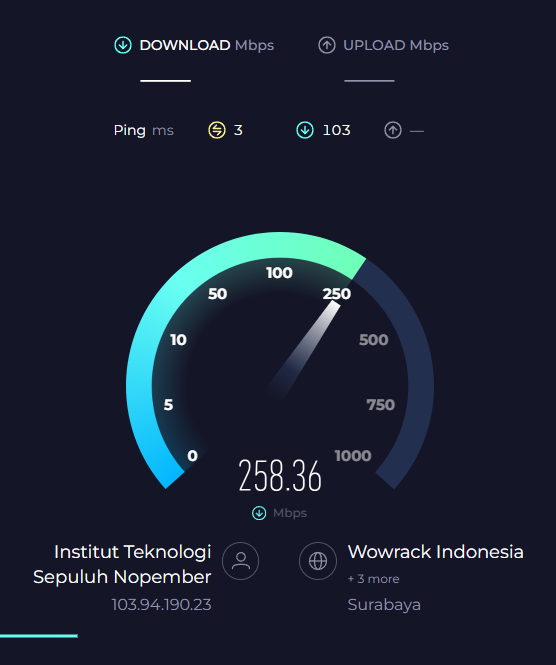 DOWNLOAD Mbps
UPLOAD Mbps
Ping ms 3 103 —
100
50 250
10 500
5 750
0 1000
258.36
Mbps
Institut Teknologi
Sepuluh Nopember
103.94.190.23
Wowrack Indonesia
+ 3 more
Surabaya